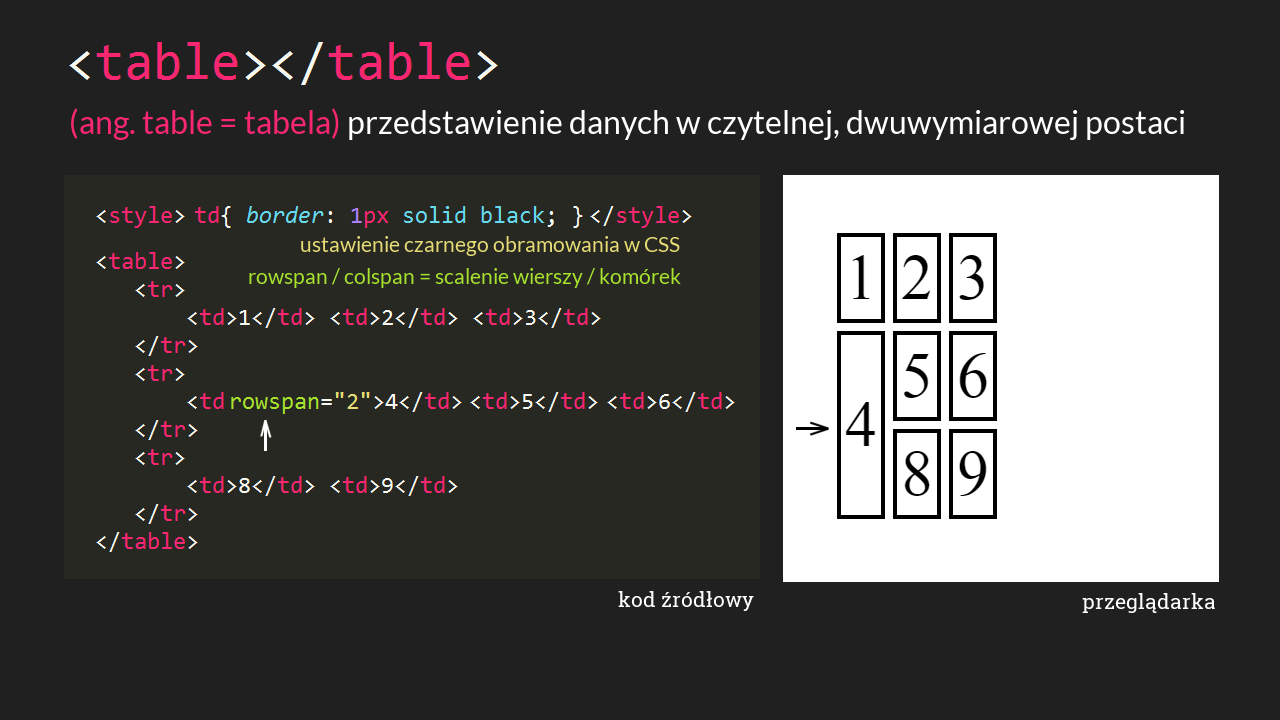 <table></table>
(ang. table = tabela) przedstawienie danych w czytelnej, dwuwymiarowej postaci
<style> td{ border: 1px solid black; }</style>
ustawienie czarnego obramowania w CSS
<table>
rowspan / colspan = scalenie wierszy / komórek
<tr>
<td>1</td> <td>2</td> <td>3</td>
</tr>
<tr>
<td rowspan="2">4</td> <td>5</td> <td>6</td>
</tr>
<tr>
<td>8</td> <td>9</td>
</tr>
</table>
kod źródłowy
1 2 3
5 6
4
8 9
przeglądarka